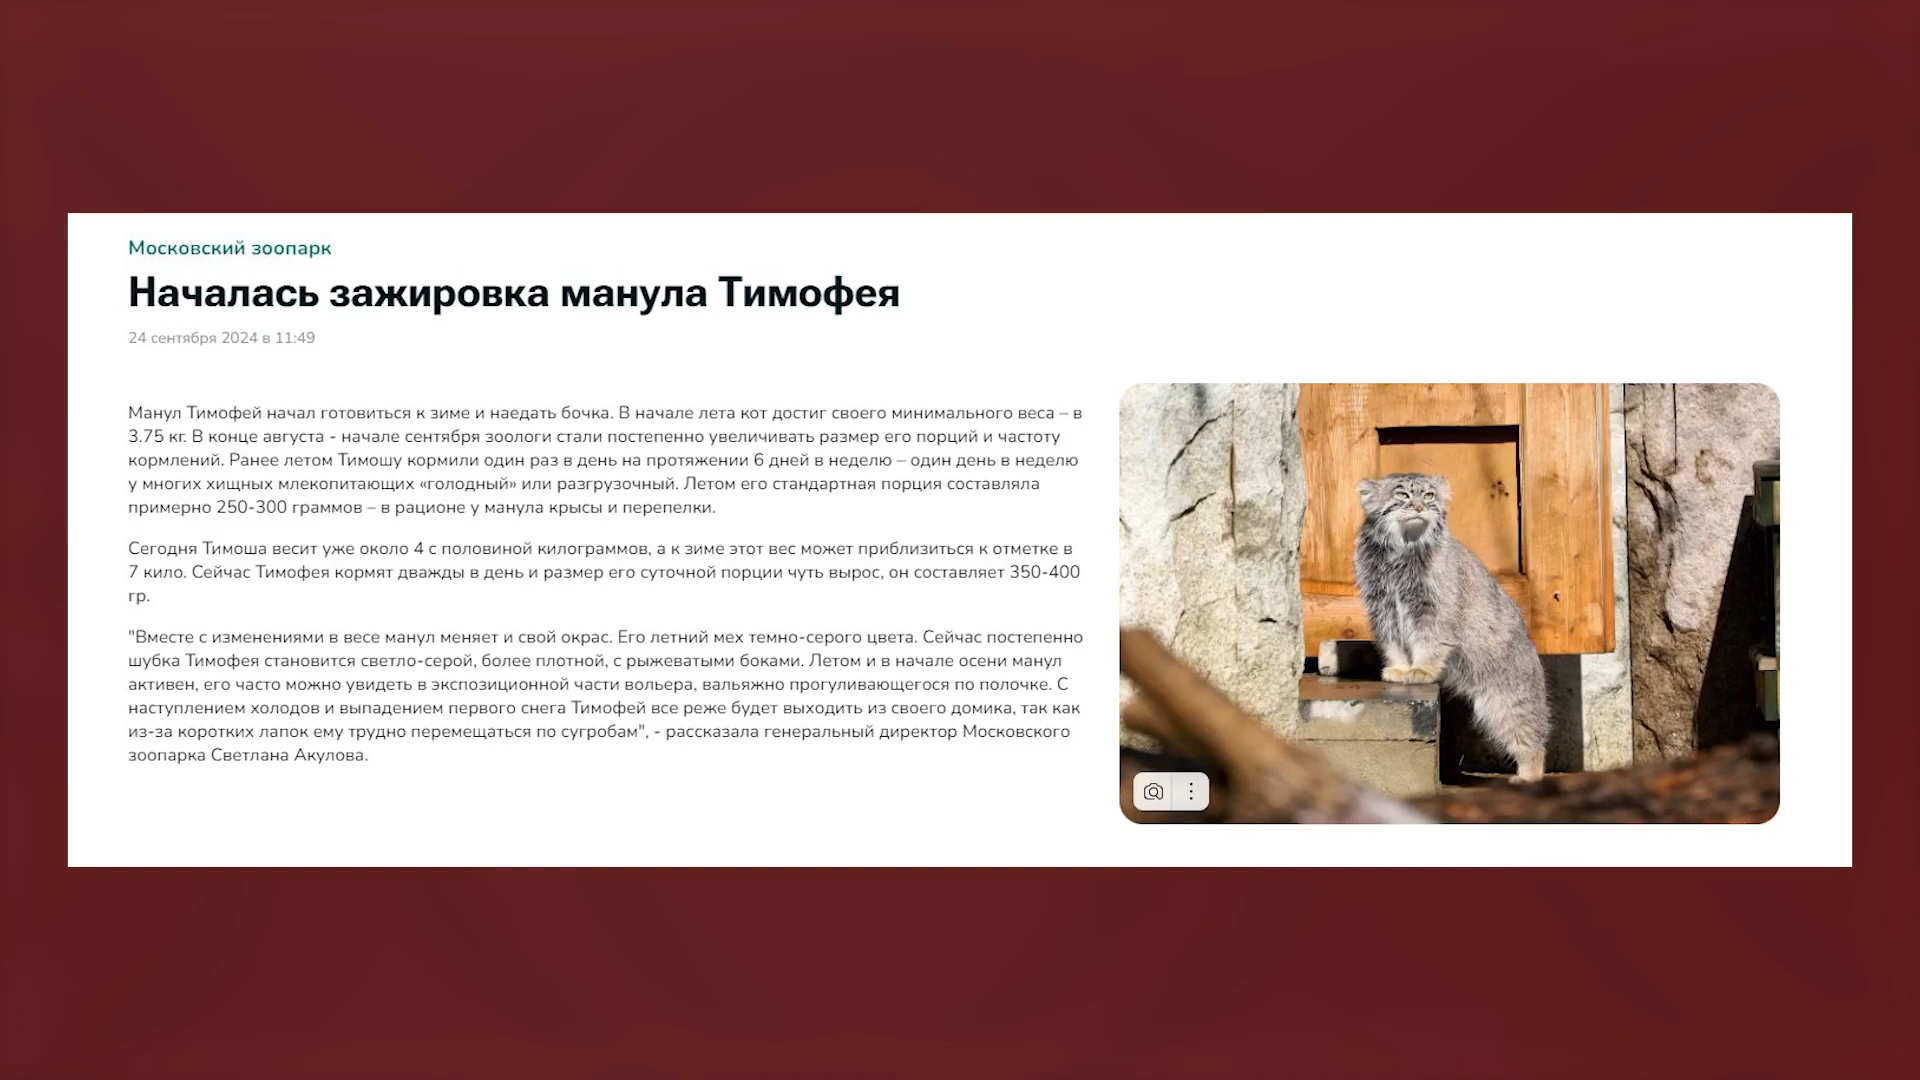 Московский зоопарк
Началась зажировка манула Тимофея
24 сентября 2024 в 11:49
Манул Тимофей начал готовиться к зиме и наедать бочка. В начале лета кот достиг своего минимального веса – в
3.75 кг. В конце августа - начале сентября зоологи стали постепенно увеличивать размер его порций и частоту
кормлений. Ранее летом Тимошу кормили один раз в день на протяжении 6 дней в неделю – один день в неделю
у многих хищных млекопитающих «голодный» или разгрузочный. Летом его стандартная порция составляла
примерно 250-300 граммов – в рационе у манула крысы и перепелки.
Сегодня Тимоша весит уже около 4 с половиной килограммов, а к зиме этот вес может приблизиться к отметке в
7 кило. Сейчас Тимофея кормят дважды в день и размер его суточной порции чуть вырос, он составляет 350-400
гр.
"Вместе с изменениями в весе манул меняет и свой окрас. Его летний мех темно-серого цвета. Сейчас постепенно
шубка Тимофея становится светло-серой, более плотной, с рыжеватыми боками. Летом и в начале осени манул
активен, его часто можно увидеть в экспозиционной части вольера, вальяжно прогуливающегося по полочке. С
наступлением холодов и выпадением первого снега Тимофей все реже будет выходить из своего домика, так как
из-за коротких лапок ему трудно перемещаться по сугробам", - рассказала генеральный директор Московского
зоопарка Светлана Акулова.